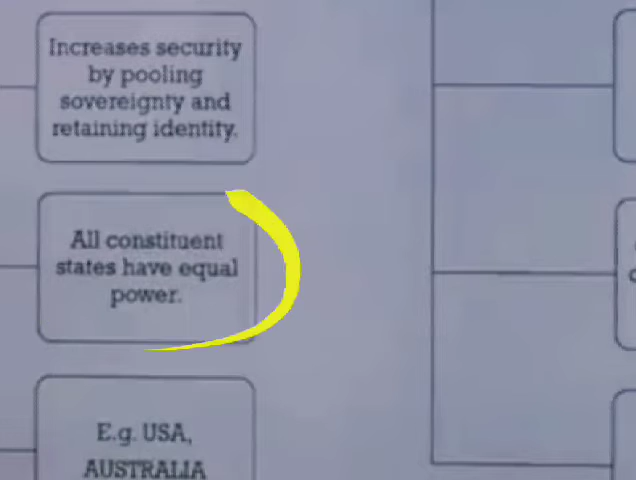 Increases security
by pooling
sovereignty and
retaining identity.
All constituent
states have equal
power.
E.g. USA,
AUSTRALIA